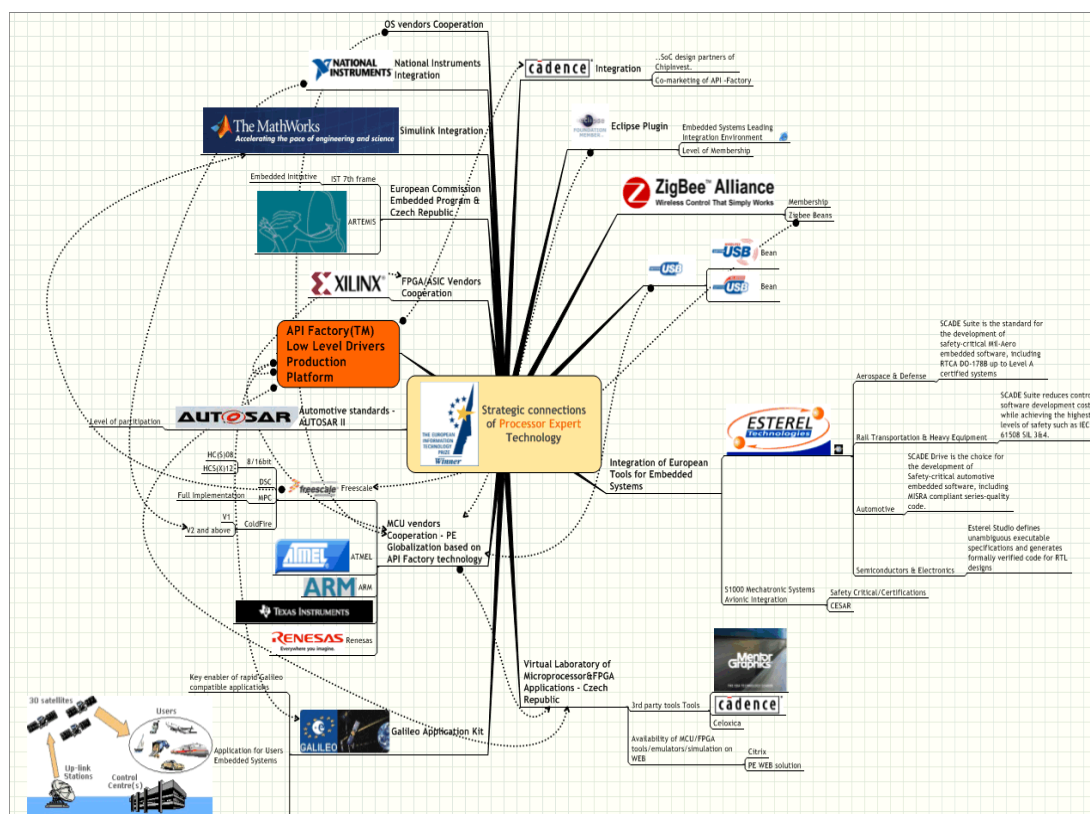 OS vendors Cooperation
NATIONAL
INSTRUMENTS
National Instruments
Integration
The MathWorks
Accelerating the pace of engineering and science
Simulink Integration
Embedded Initiative
IST 7th frame
ARTEMIS
European Commission
Embedded Program &
Czech Republic
XILINX
FPGA/ASIC Vendors
Cooperation
API Factory(TM)
Low Level Drivers
Production
Platform
Level of participation
AUTOSAR
Automotive standards -
AUTOSAR II
HC(S)08
HCS(X)12
8/16bit
DSC
Full Implementation
MPC
V1
V2 and above
ColdFire
freescale
Freescale
MCU vendors
Cooperation - PE
Globalization based on
API Factory technology
ATMEL
ATMEL
ARM
ARM
TEXAS INSTRUMENTS
RENESAS
Everywhere you imagine.
Renesas
Key enabler of rapid Galileo
compatible applications
30 satellites
Users
Up-link
Stations
Control
Centre(s)
Application for Users
Embedded Systems
GALILEO
Galileo Application Kit
THE EUROPEAN
INFORMATION
TECHNOLOGY
PRIZE
Winner
Strategic connections
of Processor Expert
Technology
cadence
Integration
..SoC design partners of
ChipInvest.
Co-marketing of API -Factory
FOUNDATION
MEMBER
Eclipse Plugin
Embedded Systems Leading
Integration Environment
Level of Membership
ZigBee™ Alliance
Wireless Control That Simply Works
Membership
Zigbee Beans
USB
USB
Bean
USB
Bean
Integration of European
Tools for Embedded
Systems
ESTEREL
Technologies
Aerospace & Defense
SCADE Suite is the standard for
the development of
safety-critical Mil-Aero
embedded software, including
RTCA DO-178B up to Level A
certified systems
Rail Transportation & Heavy Equipment
SCADE Suite reduces contro
software development cost
while achieving the highest
levels of safety such as IEC
61508 SIL 3&4.
Automotive
SCADE Drive is the choice for
the development of
Safety-critical automotive
embedded software, including
MISRA compliant series-quality
code.
Semiconductors & Electronics
Esterel Studio defines
unambiguous executable
specifications and generates
formally verified code for RTL
designs
S1000 Mechatronic Systems
Avionic Integration
Safety Critical/Certifications
CESAR
Virtual Laboratory of
Microprocessor&FPGA
Applications - Czech
Republic
3rd party tools Tools
Mentor
Graphics
cadence
Celoxica
Availability of MCU/FPGA
tools/emulators/simulation on
WEB
Citrix
PE WEB solution